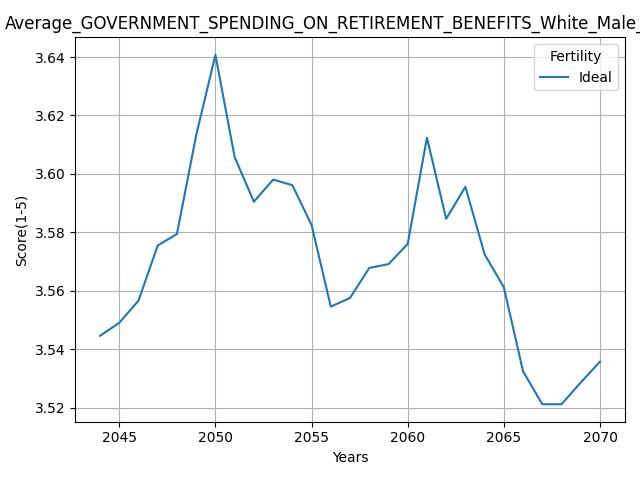 Average_GOVERNMENT_SPENDING_ON_RETIREMENT_BENEFITS_White_Male_
Fertility
Ideal
3.64
3.62
3.60
3.58
3.56
3.54
3.52
Score(1-5)
2045 2050 2055 2060 2065 2070
Years